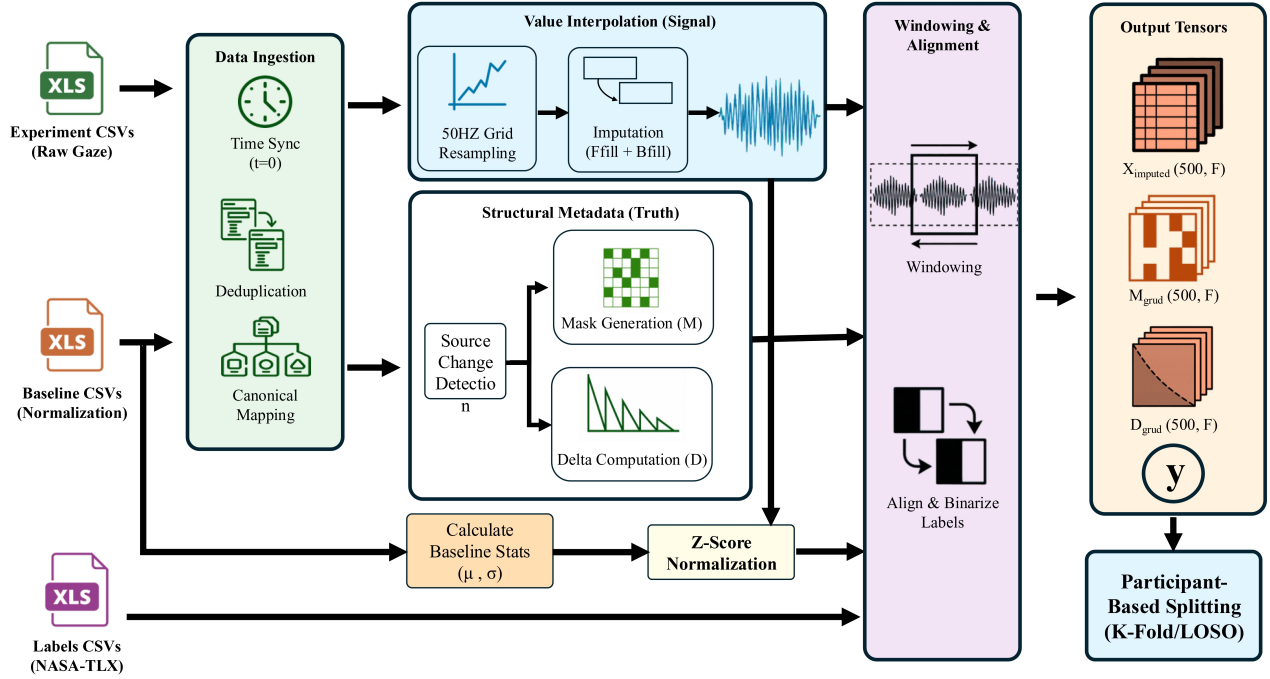 XLS
Experiment CSVs
(Raw Gaze)
XLS
Baseline CSVs
(Normalization)
XLS
Labels CSVs
(NASA-TLX)
Data Ingestion
Time Sync
(t=0)
Deduplication
Canonical
Mapping
Value Interpolation (Signal)
50HZ Grid
Resampling
Imputation
(Ffill + Bfill)
Structural Metadata (Truth)
Source
Change
Detectio
n
Mask Generation (M)
Delta Computation (D)
Calculate
Baseline Stats
(μ , σ)
Z-Score
Normalization
Windowing &
Alignment
Windowing
Align & Binarize
Labels
Output Tensors
Ximputed (500, F)
Mgrud (500, F)
Dgrud (500, F)
y
Participant-
Based Splitting
(K-Fold/LOSO)